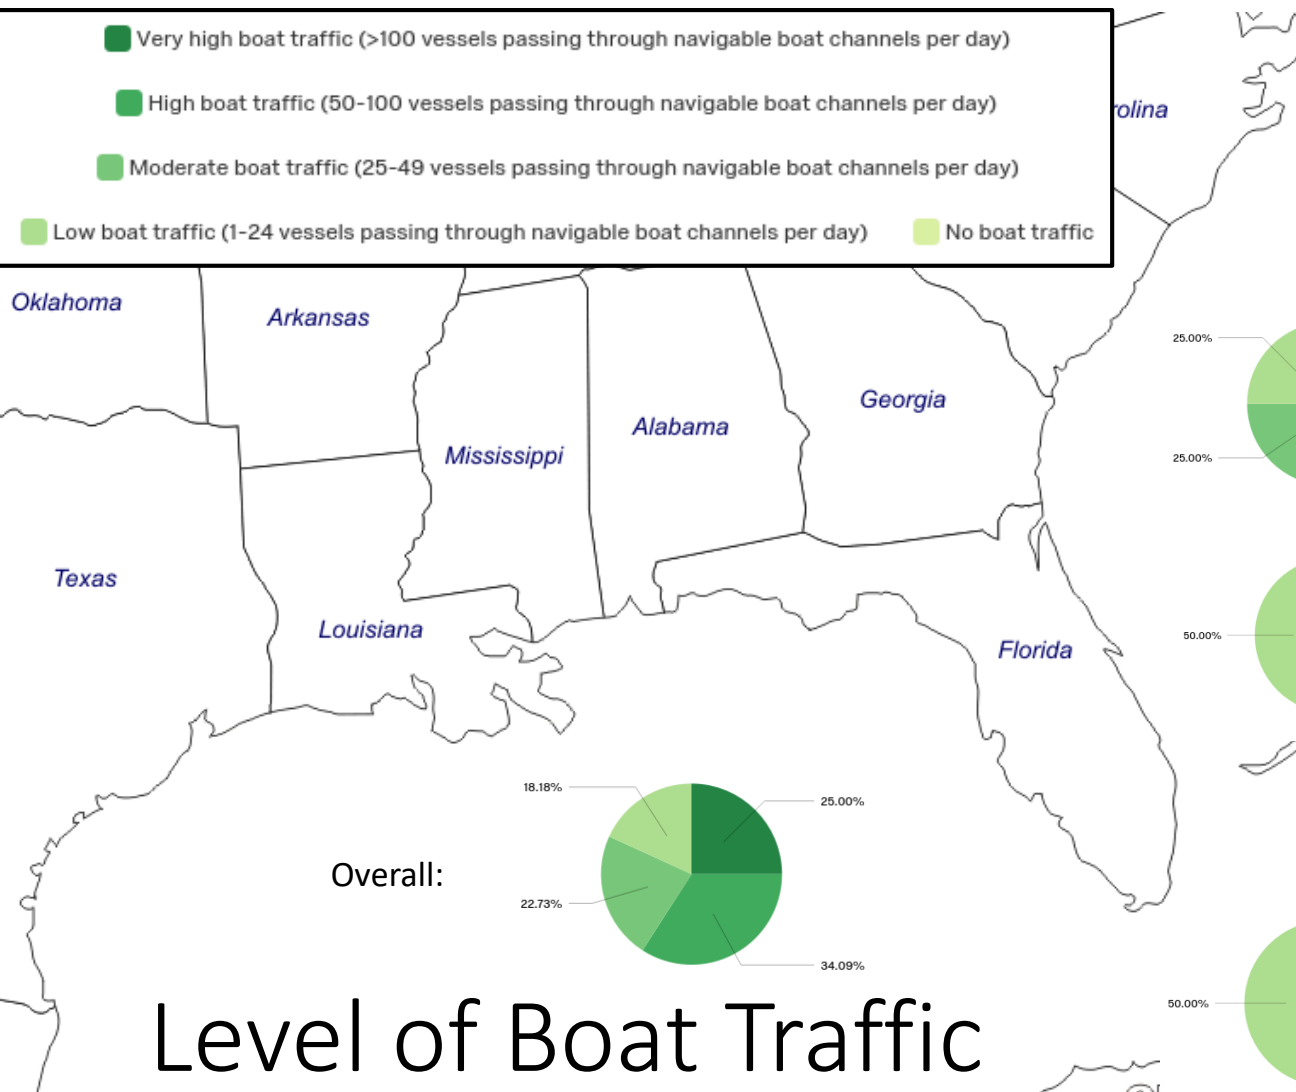 Very high boat traffic (>100 vessels passing through navigable boat channels per day)
High boat traffic (50-100 vessels passing through navigable boat channels per day)
Moderate boat traffic (25-49 vessels passing through navigable boat channels per day)
Low boat traffic (1-24 vessels passing through navigable boat channels per day) No boat traffic
rolina
Oklahoma
Arkansas
25.00%
Georgia
Alabama
Mississippi
25.00%
Texas
Louisiana
50.00%
Florida
18.18%
25.00%
Overall:
22.73%
34.09%
50.00%
Level of Boat Traffic